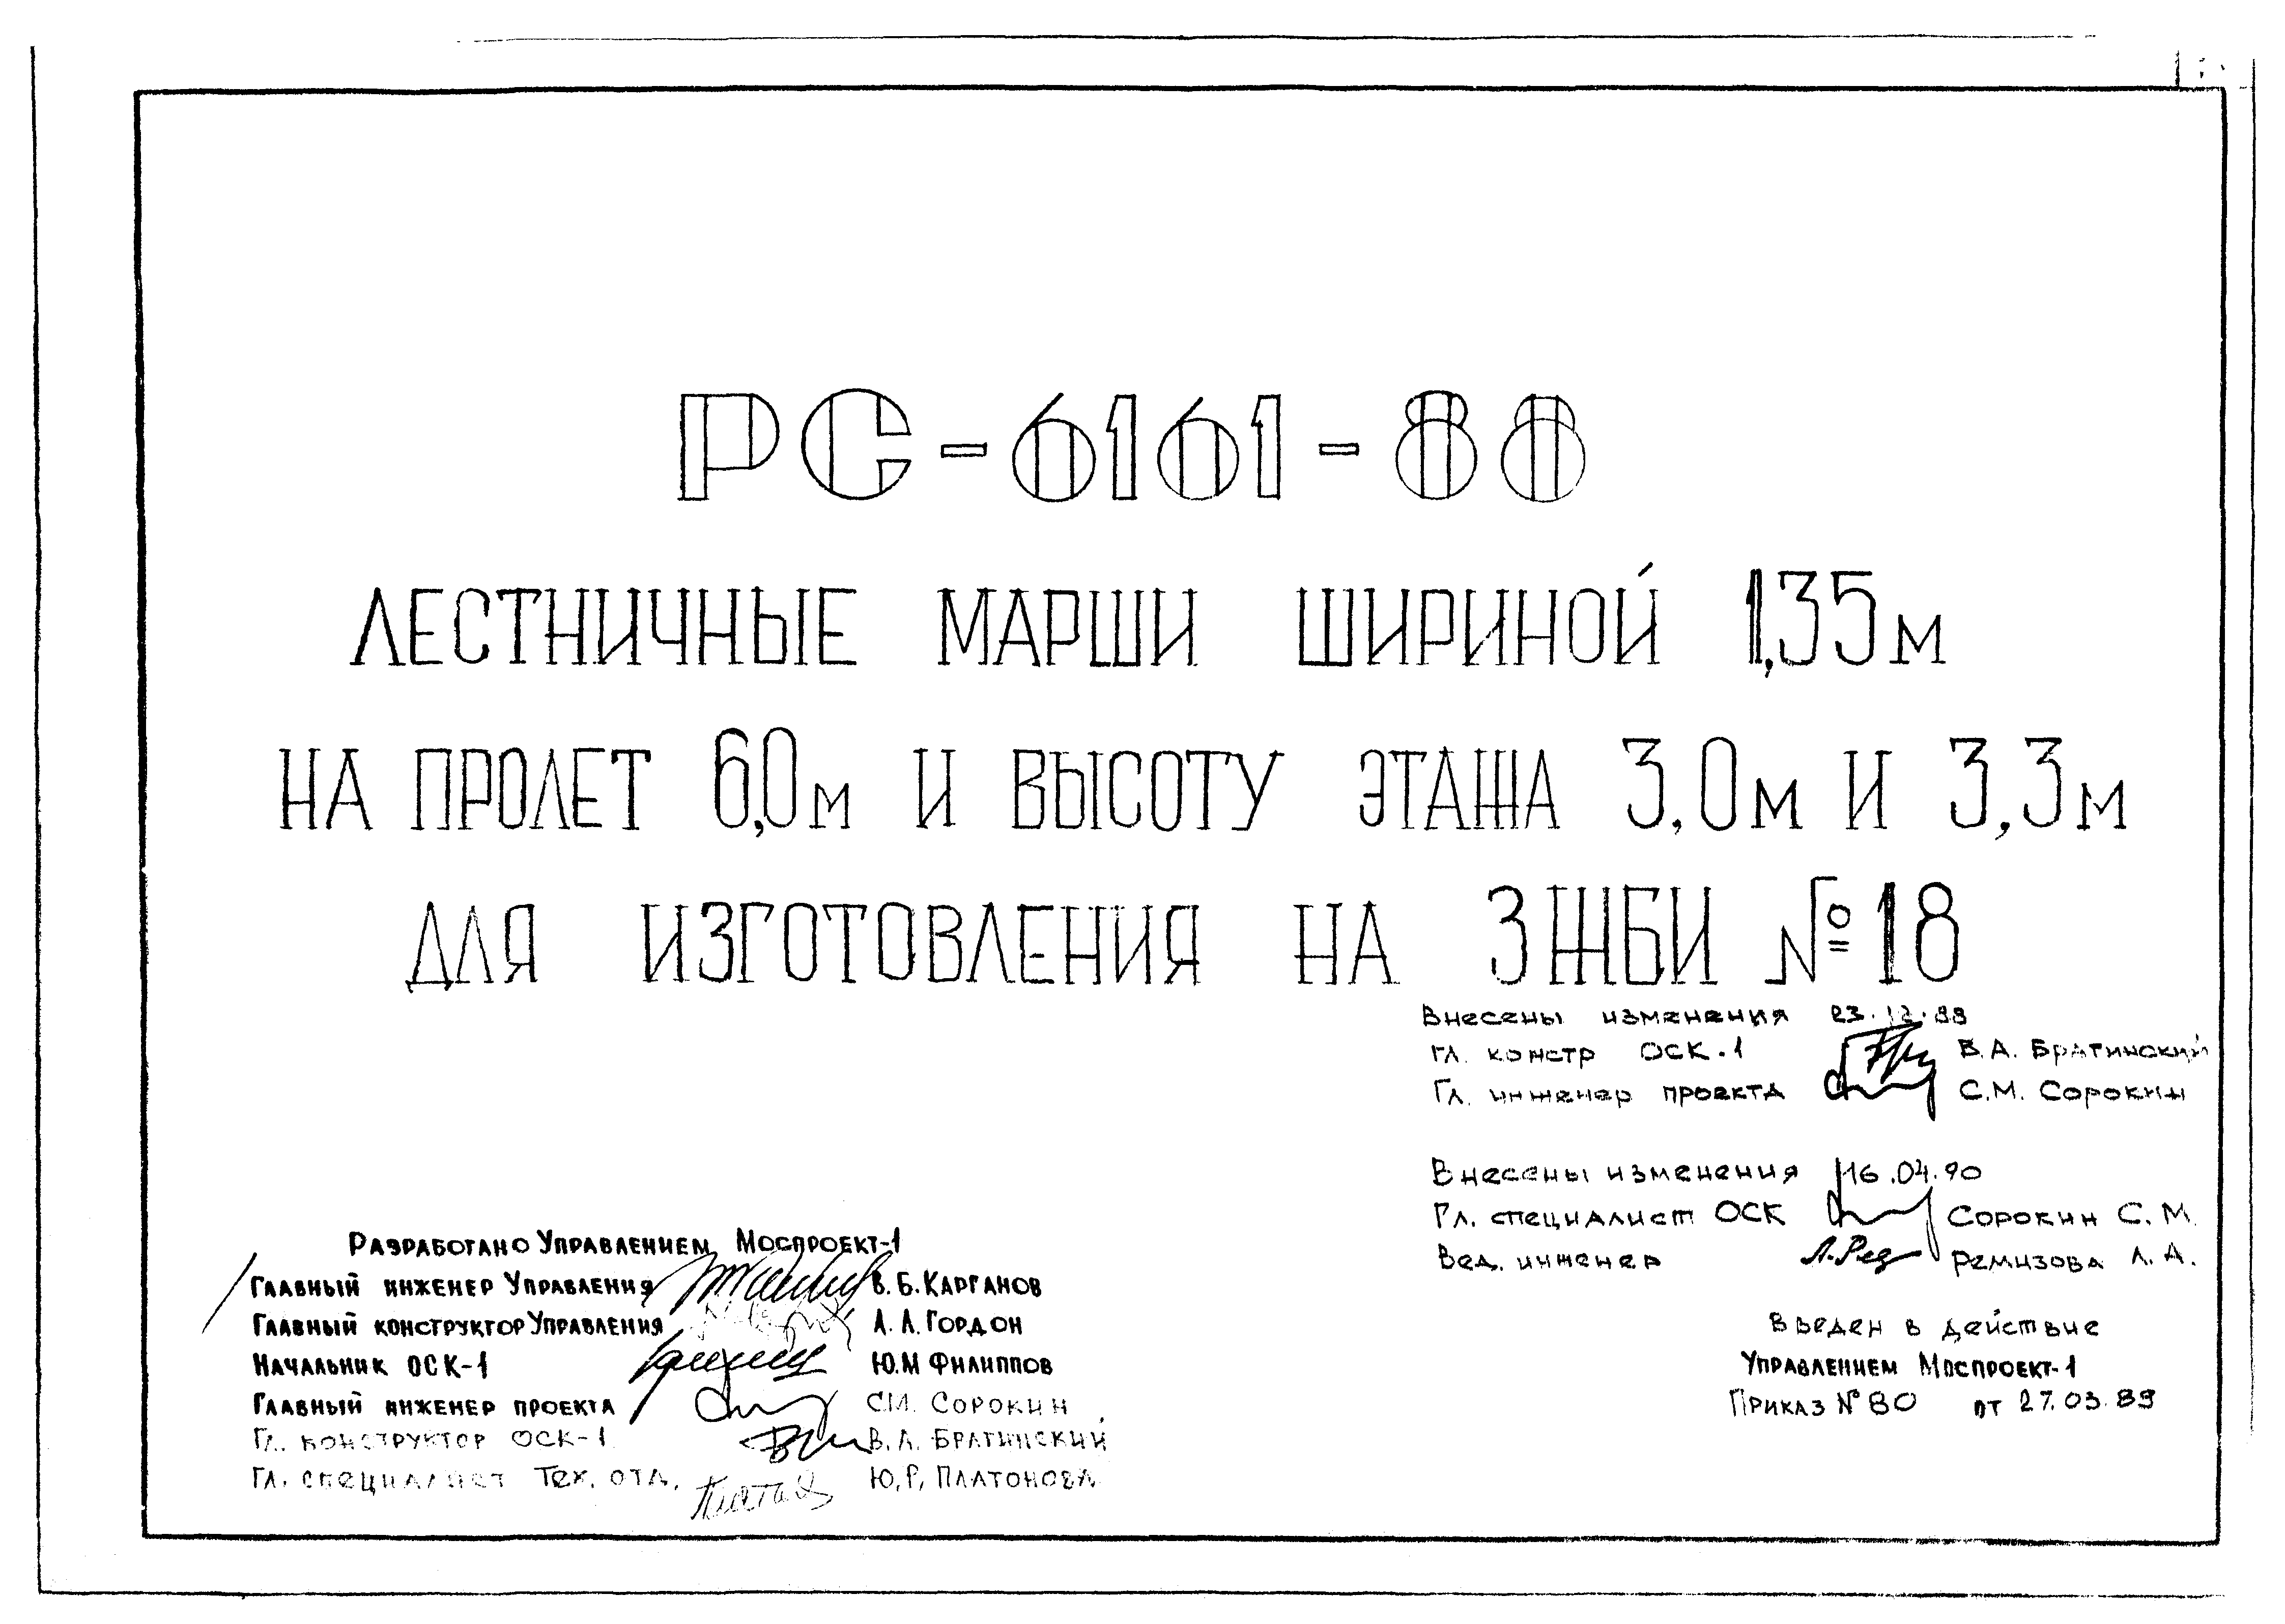 РС-6161-88
ЛЕСТНИЧНЫЕ МАРШИ ШИРИНОЙ 1,35м
НА ПРОЛЕТ 6,0м И ВЫСОТУ ЭТАЖА 3,0м И 3,3м
ДЛЯ ИЗГОТОВЛЕНИЯ НА ЗЖБИ №18
Внесены изменения 23.12.88
гл. констр ОСК-1 В.А. Братинский
Гл. инженер проекта С.М. Сорокин
Внесены изменения 16.04.90
Гл. специалист ОСК Сорокин С.М.
Вед. инженер Л.Рем Ремизова Л.А.
Разработано Управлением Моспроект-1
Главный инженер Управления В.Б.Карганов
Главный конструктор Управления А.Л.Гордон
Начальник ОСК-1 Ю.М Филиппов
Главный инженер проекта С.М. Сорокин
Гл. конструктор ОСК-1 В.А. Братинский
Гл. специалист Тех. отд. Ю.Р. Платонова
Введен в действие
Управлением Моспроект-1
Приказ № 80 от 27.03.89